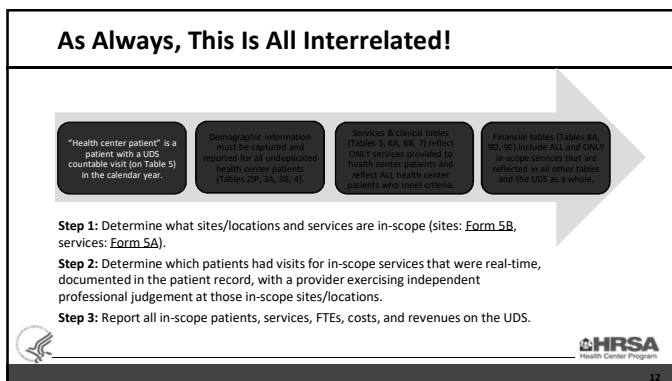 As Always, This Is All Interrelated!
“Health center patient” is a
patient with a UDS
countable visit (on Table 5)
in the calendar year.
Demographic information
must be captured and
reported for all unduplicated
health center patients
(Tables ZIP, 3A, 3B, 4).
Services & clinical tables
(Tables 5, 6A, 6B, 7) reflect
ONLY services provided to
health center patients and
reflect ALL health center
patients who meet criteria.
Financial tables (Tables 8A,
9D, 9E) include ALL and ONLY
in-scope services that are
reflected in all other tables
and the UDS as a whole.
Step 1: Determine what sites/locations and services are in-scope (sites: Form 5B,
services: Form 5A).
Step 2: Determine which patients had visits for in-scope services that were real-time,
documented in the patient record, with a provider exercising independent
professional judgement at those in-scope sites/locations.
Step 3: Report all in-scope patients, services, FTEs, costs, and revenues on the UDS.
HRSA
Health Center Program
12